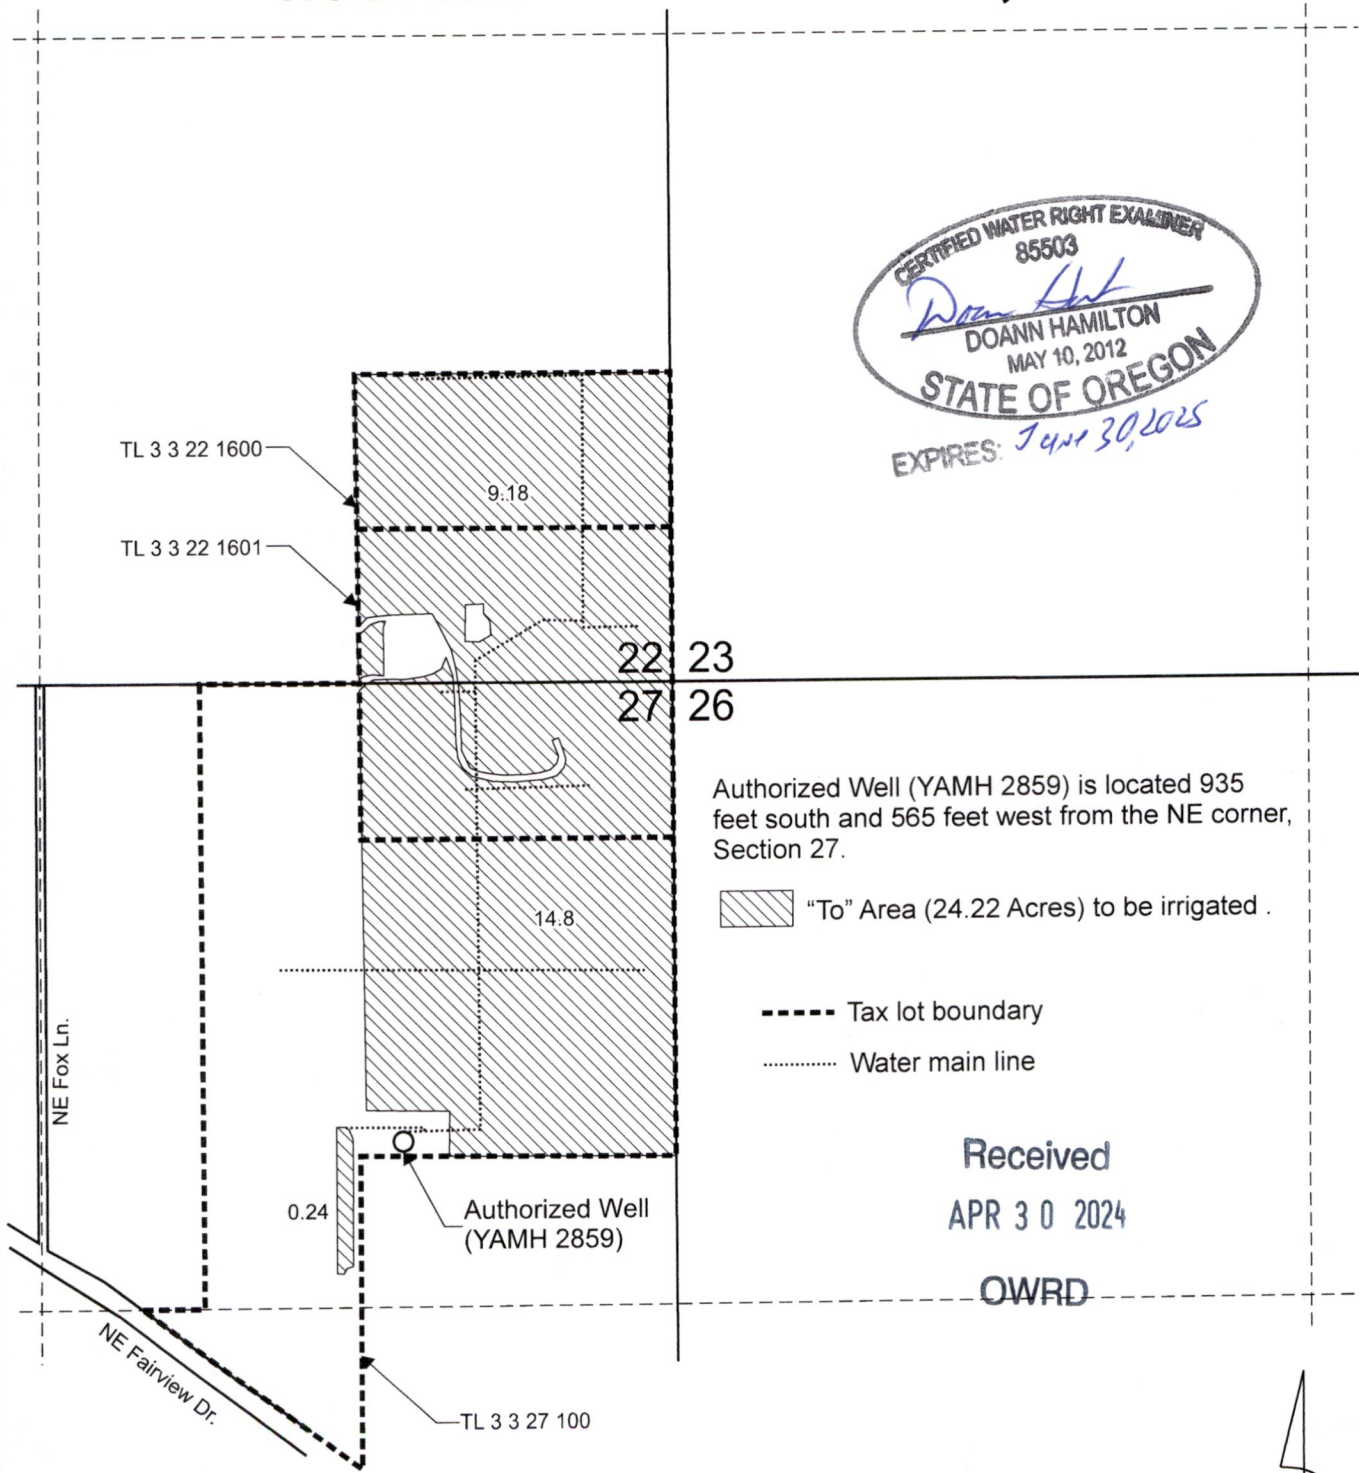 CERTIFIED WATER RIGHT EXAMINER
85503
DOANN HAMILTON
MAY 10, 2012
STATE OF OREGON
EXPIRES: June 30, 2025
TL 3 3 22 1600
9.18
TL 3 3 22 1601
22 23
27 26
Authorized Well (YAMH 2859) is located 935
feet south and 565 feet west from the NE corner,
Section 27.
"To" Area (24.22 Acres) to be irrigated .
14.8
Tax lot boundary
Water main line
NE Fox Ln.
Received
APR 30 2024
OWRD
0.24
Authorized Well
(YAMH 2859)
NE Fairview Dr.
TL 3 3 27 100